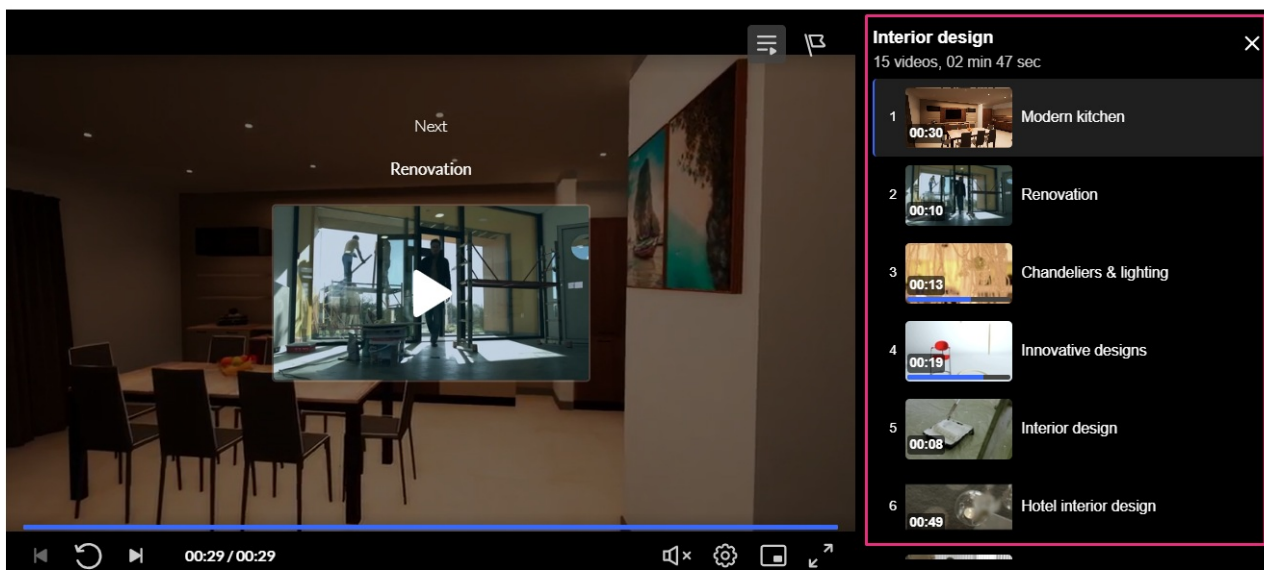 Next
Renovation
00:29 / 00:29
Interior design
15 videos, 02 min 47 sec
1
00:30
Modern kitchen
2
00:10
Renovation
3
00:13
Chandeliers & lighting
4
00:19
Innovative designs
5
00:08
Interior design
6
00:49
Hotel interior design